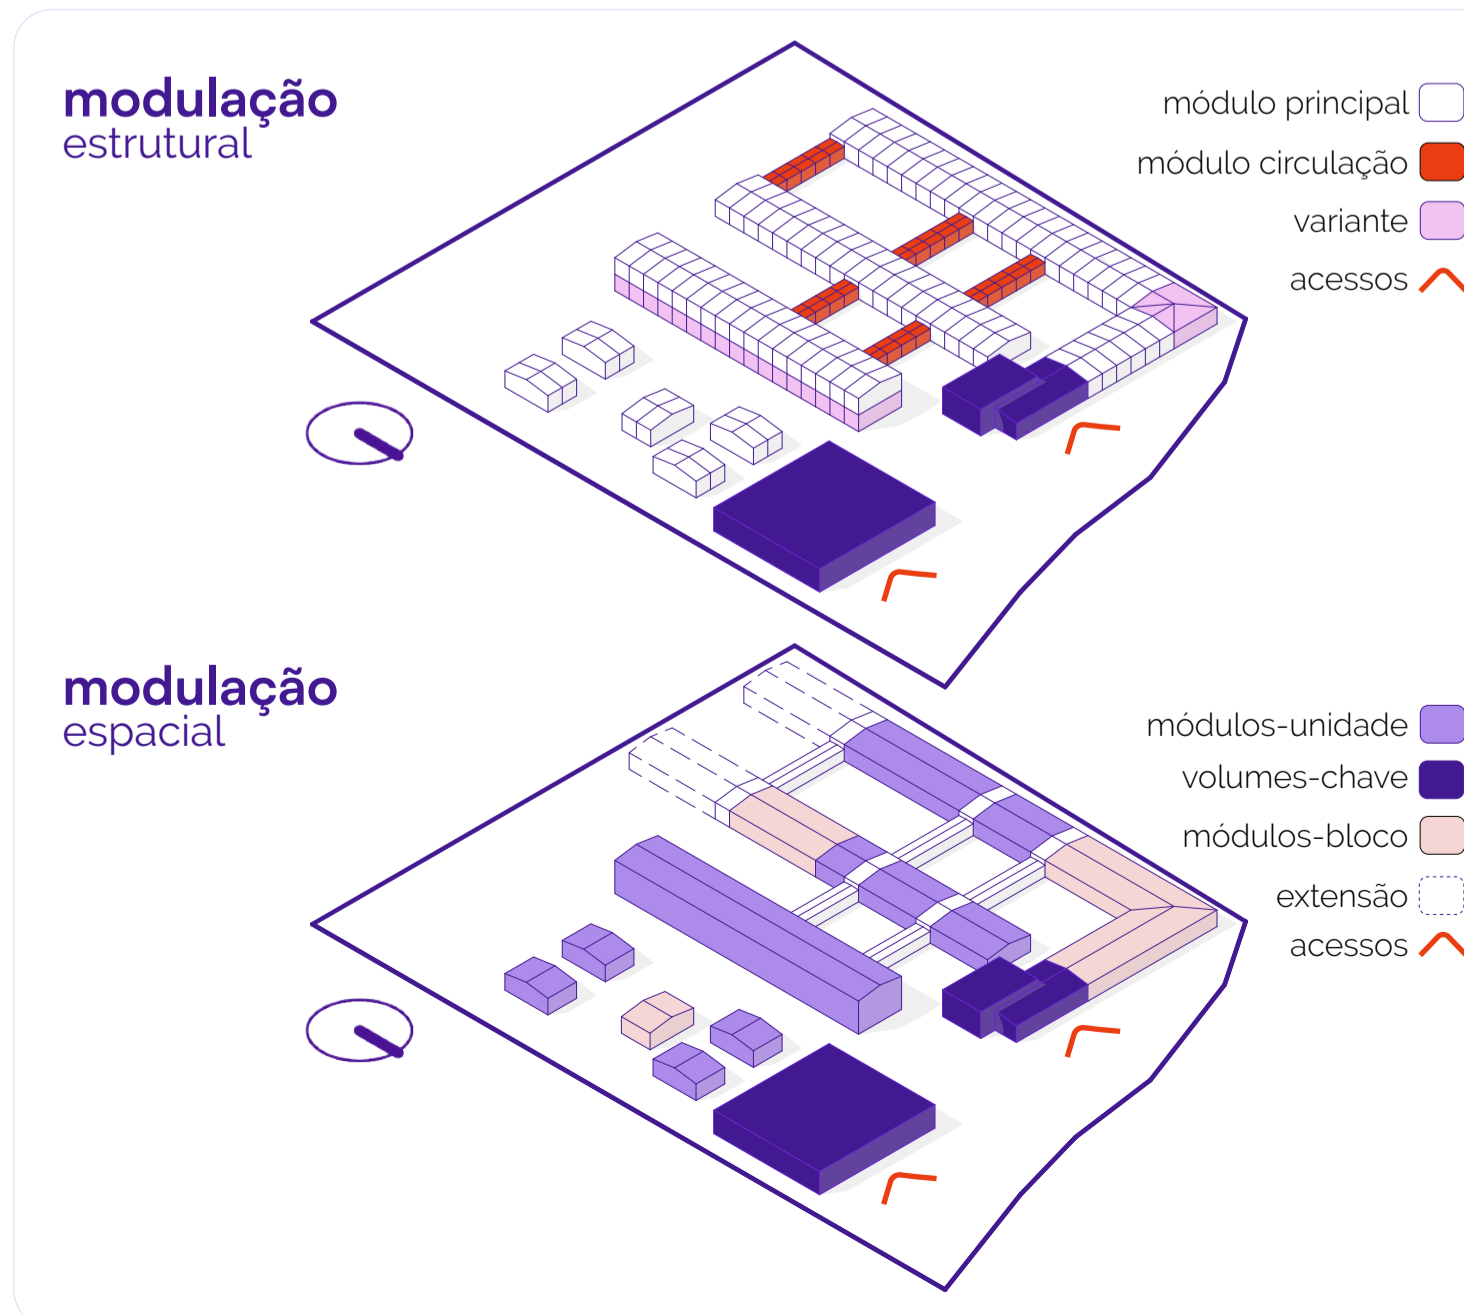 modulação
estrutural
módulo principal
módulo circulação
variante
acessos
modulação
espacial
módulos-unidade
volumes-chave
módulos-bloco
extensão
acessos